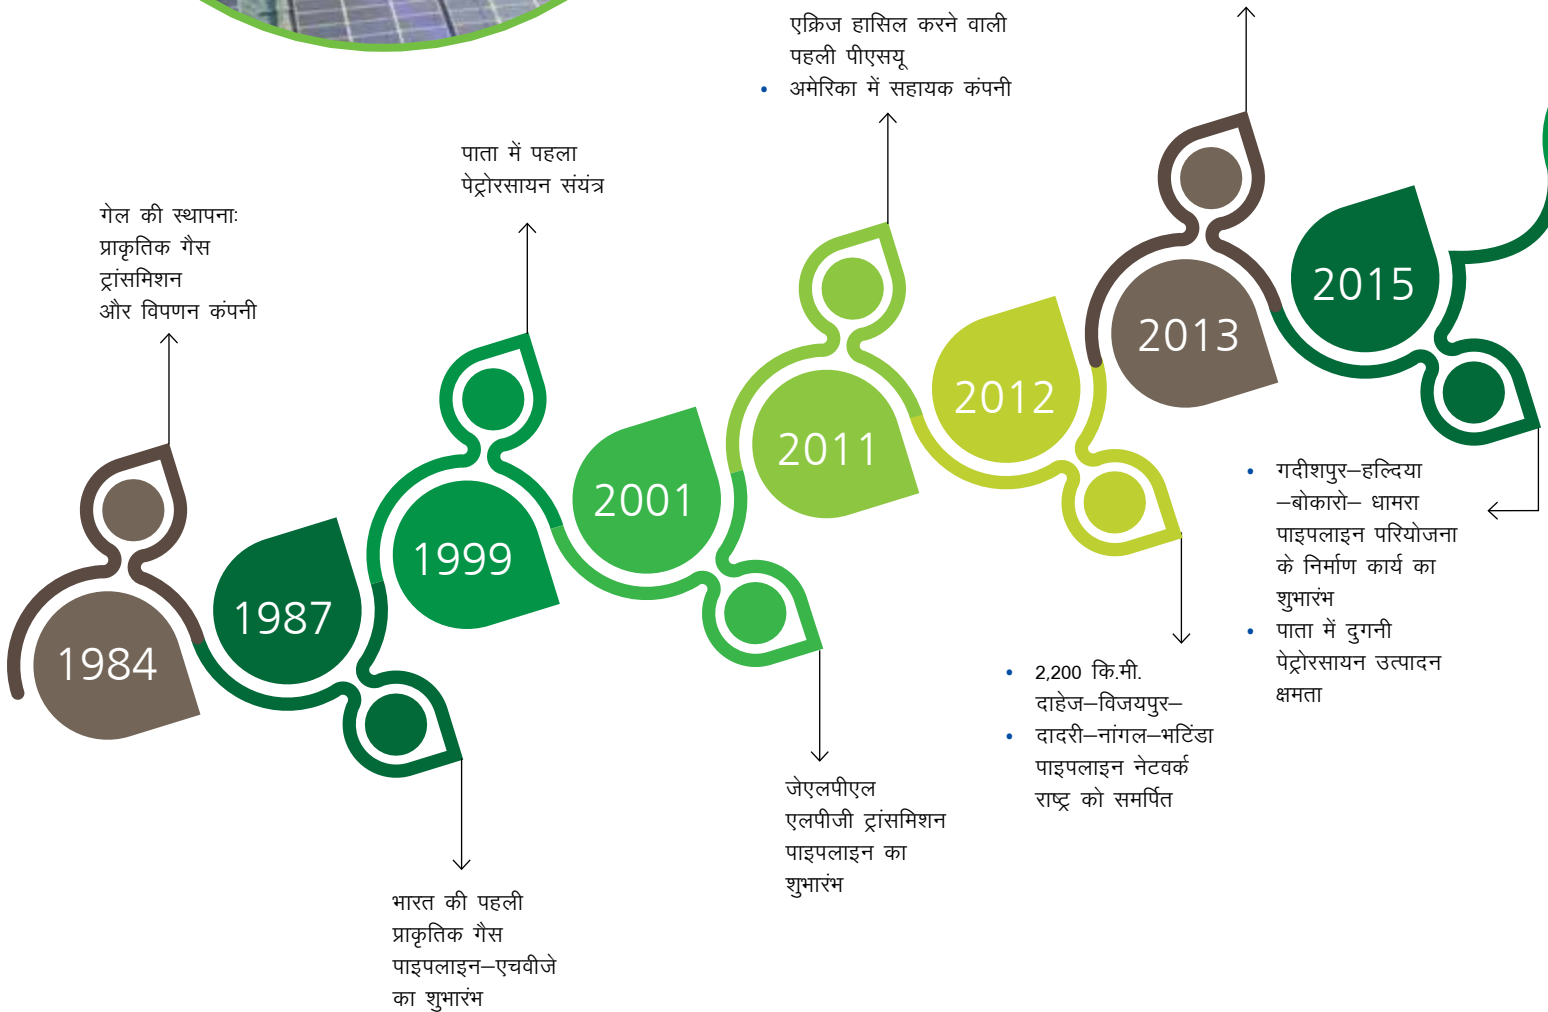 1984
गेल की स्थापनाः
प्राकृतिक गैस
ट्रांसमिशन
और विपणन कंपनी
1987
भारत की पहली
प्राकृतिक गैस
पाइपलाइन–एचवीजे
का शुभारंभ
1999
पाता में पहला
पेट्रोरसायन संयंत्र
2001
जेएलपीएल
एलपीजी ट्रांसमिशन
पाइपलाइन का
शुभारंभ
2011
एक्रिज हासिल करने वाली
पहली पीएसयू
• अमेरिका में सहायक कंपनी
2012
• 2,200 कि.मी.
दाहेज–विजयपुर–
• दादरी–नांगल–भटिंडा
पाइपलाइन नेटवर्क
राष्ट्र को समर्पित
2013
2015
• गदीशपुर–हल्दिया
–बोकारो– धामरा
पाइपलाइन परियोजना
के निर्माण कार्य का
शुभारंभ
• पाता में दुगनी
पेट्रोरसायन उत्पादन
क्षमता